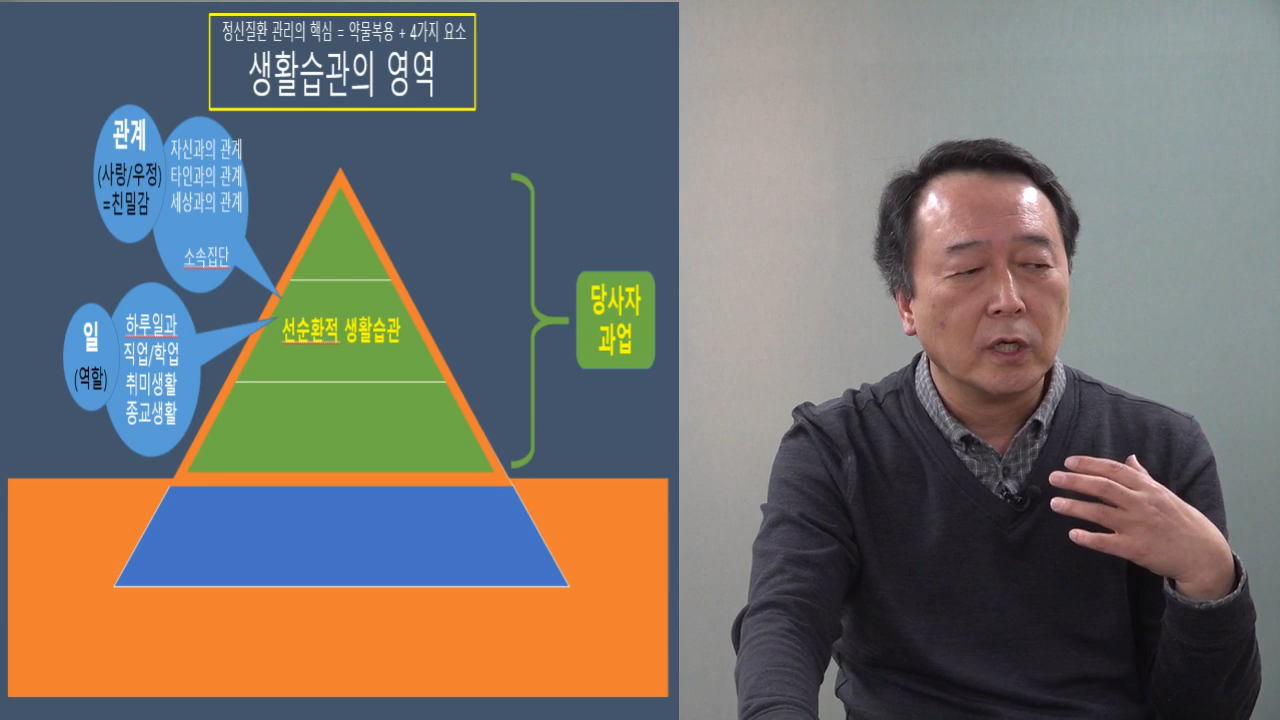 정신질환 관리의 핵심 = 약물복용 + 4가지 요소
생활습관의 영역
관계
(사랑/우정)
=친밀감
자신과의 관계
타인과의 관계
세상과의 관계
소속집단
일
(역할)
하루일과
직업/학업
취미생활
종교생활
선순환적 생활습관
당사자
과업